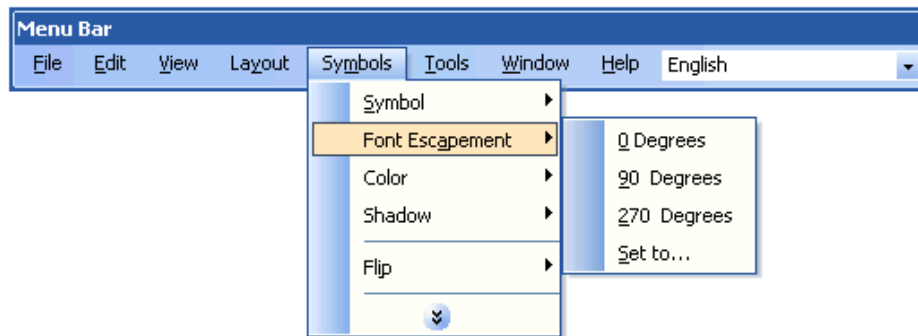 Menu Bar
File Edit View Layout Symbols Tools Window Help English
Symbol
Font Escapement
Color
Shadow
Flip
0 Degrees
90 Degrees
270 Degrees
Set to...